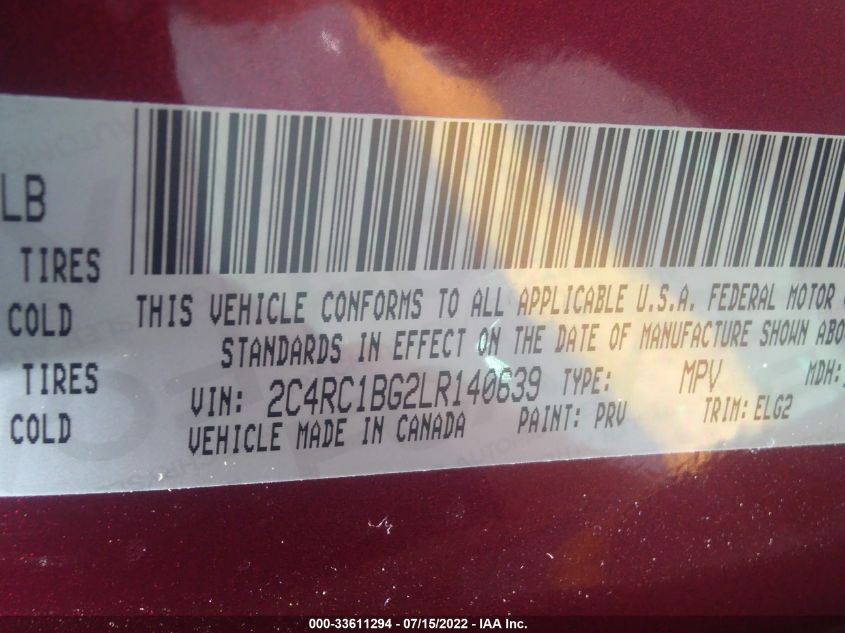 LB
TIRES
COLD
TIRES
COLD
THIS VEHICLE CONFORMS TO ALL APPLICABLE U.S.A. FEDERAL MOTOR
STANDARDS IN EFFECT ON THE DATE OF MANUFACTURE SHOWN ABO
VIN: 2C4RC1BG2LR140639 TYPE: MPV MDH:
VEHICLE MADE IN CANADA PAINT: PRV TRIM: ELG2
000-33611294 - 07/15/2022 - IAA Inc.